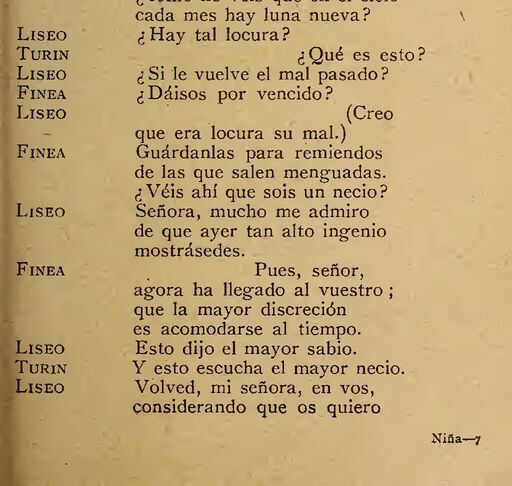 cada mes hay luna nueva?
LISEO ¿Hay tal locura?
TURIN ¿Qué es esto?
LISEO ¿Si le vuelve el mal pasado?
FINEA ¿Dáisos por vencido?
LISEO (Creo
que era locura su mal.)
FINEA Guárdanlas para remiendos
de las que salen menguadas.
¿Véis ahí que sois un necio?
LISEO Señora, mucho me admiro
de que ayer tan alto ingenio
mostrásedes.
FINEA Pues, señor,
agora ha llegado al vuestro;
que la mayor discreción
es acomodarse al tiempo.
LISEO Esto dijo el mayor sabio.
TURIN Y esto escucha el mayor necio.
LISEO Volved, mi señora, en vos,
considerando que os quiero
Niña—7